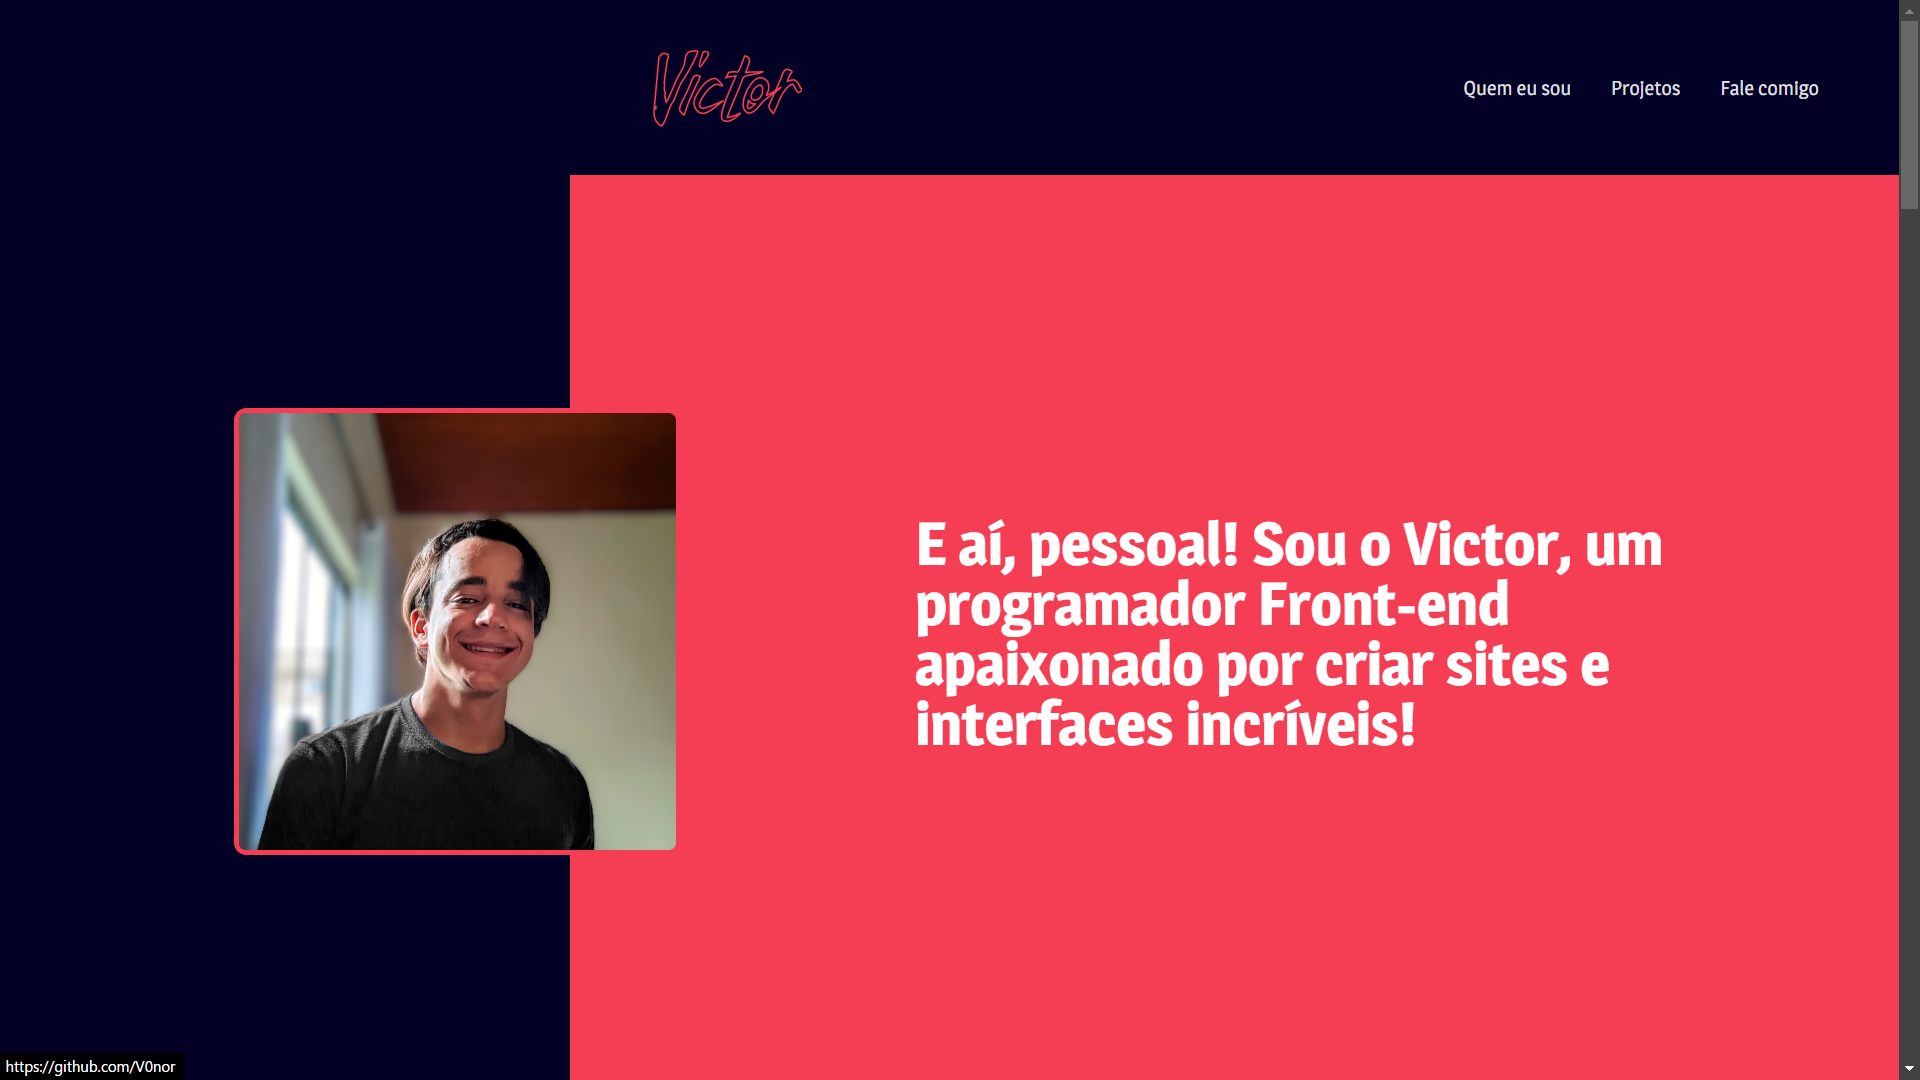 Victor
Quem eu sou
Projetos
Fale comigo
E aí, pessoal! Sou o Victor, um
programador Front-end
apaixonado por criar sites e
interfaces incríveis!
https://github.com/V0nor